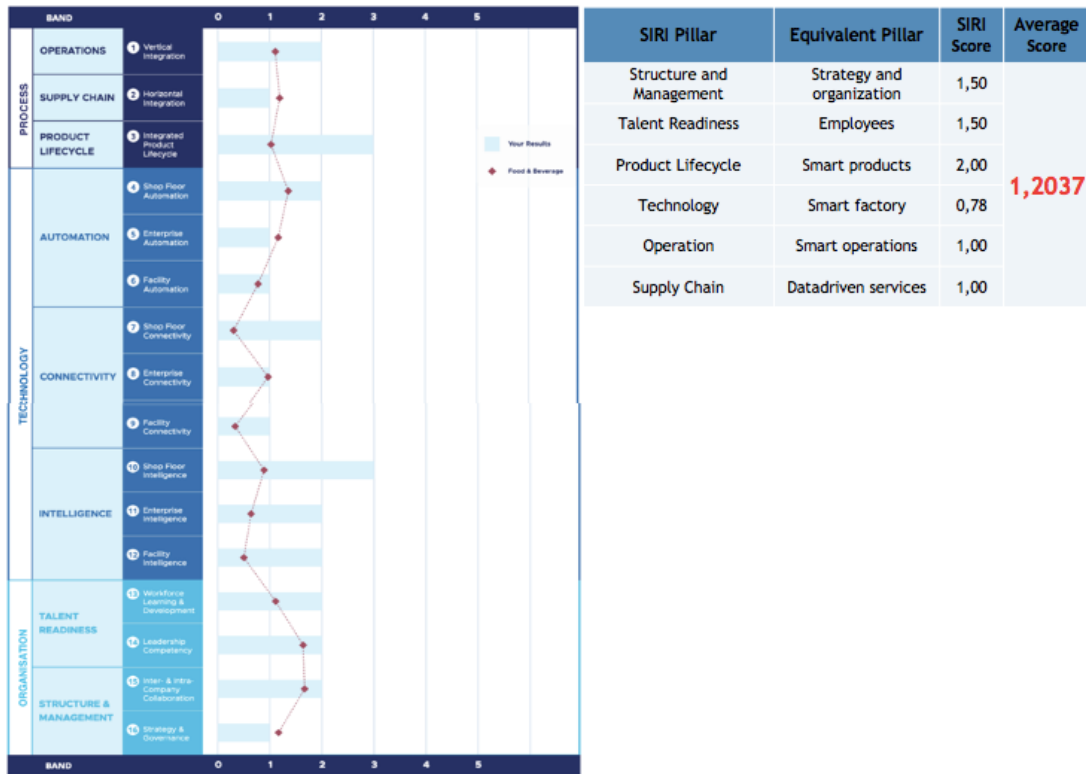 BAND 0 1 2 3 4 5
PROCESS
OPERATIONS
1 Vertical
Integration
SUPPLY CHAIN
2 Horizontal
Integration
PRODUCT
LIFECYCLE
3 Integrated
Product
Lifecycle
Your Results
Food & Beverage
TECHNOLOGY
AUTOMATION
4 Shop Floor
Automation
5 Enterprise
Automation
6 Facility
Automation
CONNECTIVITY
7 Shop Floor
Connectivity
8 Enterprise
Connectivity
9 Facility
Connectivity
INTELLIGENCE
10 Shop Floor
Intelligence
11 Enterprise
Intelligence
12 Facility
Intelligence
ORGANISATION
TALENT
READINESS
13 Workforce
Learning &
Development
14 Leadership
Competency
STRUCTURE &
MANAGEMENT
15 Inter- & Intra-
Company
Collaboration
16 Strategy &
Governance
BAND 0 1 2 3 4 5
SIRI Pillar Equivalent Pillar SIRI
Score Average
Score
Structure and
Management Strategy and
organization 1,50
Talent Readiness Employees 1,50
Product Lifecycle Smart products 2,00
1,2037
Technology Smart factory 0,78
Operation Smart operations 1,00
Supply Chain Datadriven services 1,00